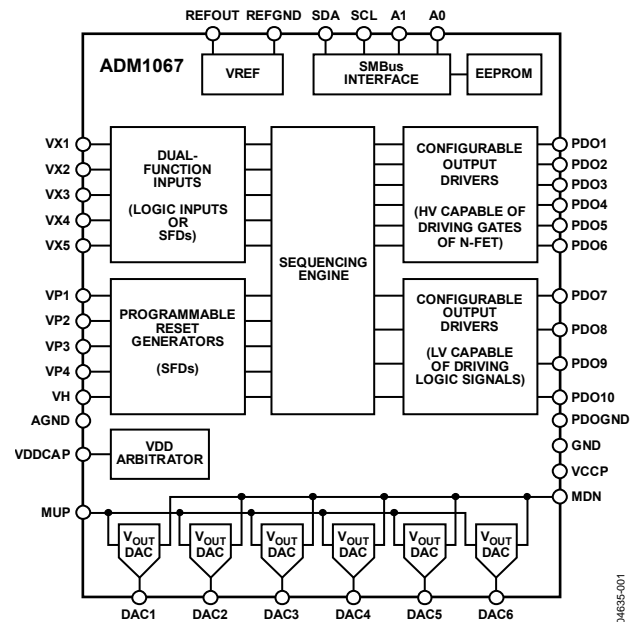 REFOUT REFGND SDA SCL A1 A0
ADM1067
VREF
SMBus
INTERFACE
EEPROM
VX1
VX2
VX3
VX4
VX5
DUAL-
FUNCTION
INPUTS
(LOGIC INPUTS
OR
SFDs)
VP1
VP2
VP3
VP4
VH
PROGRAMMABLE
RESET
GENERATORS
(SFDs)
AGND
VDDCAP
VDD
ARBITRATOR
SEQUENCING
ENGINE
CONFIGURABLE
OUTPUT
DRIVERS
(HV CAPABLE OF
DRIVING GATES
OF N-FET)
PDO1
PDO2
PDO3
PDO4
PDO5
PDO6
CONFIGURABLE
OUTPUT
DRIVERS
(LV CAPABLE
OF DRIVING
LOGIC SIGNALS)
PDO7
PDO8
PDO9
PDO10
PDOGND
GND
VCCP
MDN
MUP
VOUT
DAC
VOUT
DAC
VOUT
DAC
VOUT
DAC
VOUT
DAC
VOUT
DAC
DAC1 DAC2 DAC3 DAC4 DAC5 DAC6
04635-001